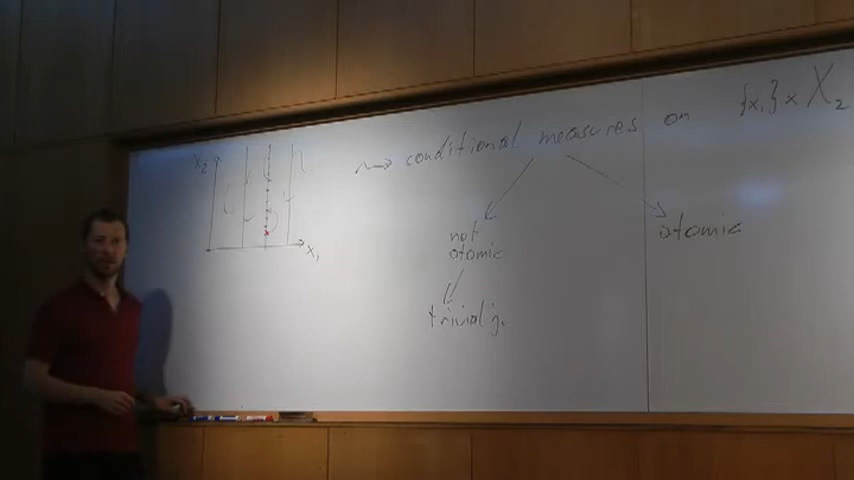 ⇝ conditional measures on {x₁} × X₂
X₂
X₁
not
atomic
atomic
trivial j.